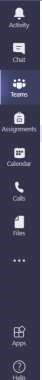 Activity
Chat
Teams
Assignments
Calendar
Calls
Files
Apps
Help